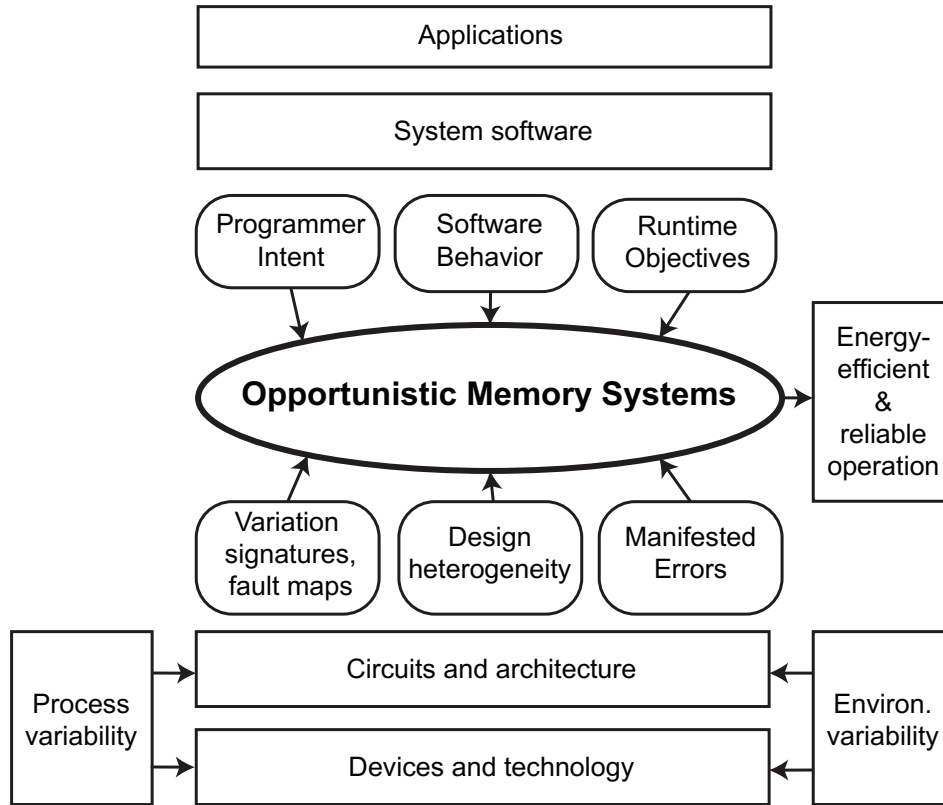 Applications
System software
Programmer
Intent
Software
Behavior
Runtime
Objectives
Opportunistic Memory Systems
Energy-
efficient
&
reliable
operation
Variation
signatures,
fault maps
Design
heterogeneity
Manifested
Errors
Process
variability
Circuits and architecture
Devices and technology
Environ.
variability